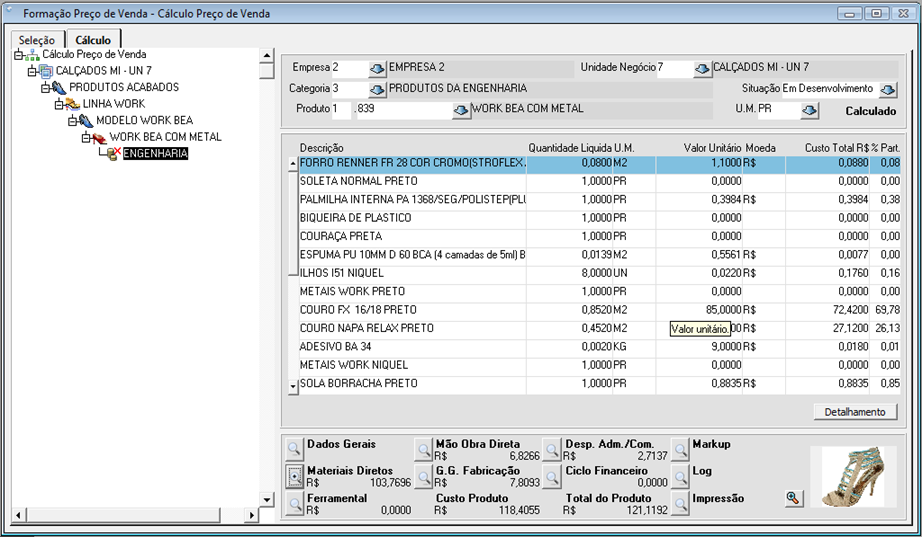 Formação Preço de Venda - Cálculo Preço de Venda
Seleção Cálculo
Cálculo Preço de Venda
CALÇADOS MI - UN 7
PRODUTOS ACABADOS
LINHA WORK
MODELO WORK BEA
WORK BEA COM METAL
ENGENHARIA
Empresa 2 EMPRESA 2 Unidade Negócio 7 CALÇADOS MI - UN 7
Categoria 3 PRODUTOS DA ENGENHARIA Situação Em Desenvolvimento
Produto 1 .839 WORK BEA COM METAL U.M. PR Calculado
Descrição Quantidade Liquida U.M. Valor Unitário Moeda Custo Total R$ % Part.
FORRO RENNER FR 28 COR CROMO(STROFLEX. 0,0800 M2 1,1000 R$ 0,0880 0,08
SOLETA NORMAL PRETO 1,0000 PR 0,0000 0,0000 0,00
PALMILHA INTERNA PA 1368/SEG/POLISTEP(PLU 1,0000 PR 0,3984 R$ 0,3984 0,38
BIQUEIRA DE PLASTICO 1,0000 PR 0,0000 0,0000 0,00
COURAÇA PRETA 1,0000 PR 0,0000 0,0000 0,00
ESPUMA PU 10MM D 60 BCA (4 camadas de 5ml) B 0,0139 M2 0,5561 R$ 0,0077 0,00
ILHOS I51 NIQUEL 8,0000 UN 0,0220 R$ 0,1760 0,16
METAIS WORK PRETO 1,0000 PR 0,0000 0,0000 0,00
COURO FX 16/18 PRETO 0,8520 M2 85,0000 R$ 72,4200 69,78
COURO NAPA RELAX PRETO 0,4520 M2 Valor unitário. 00 R$ 27,1200 26,13
ADESIVO BA 34 0,0020 KG 9,0000 R$ 0,0180 0,01
METAIS WORK NIQUEL 1,0000 PR 0,0000 0,0000 0,00
SOLA BORRACHA PRETO 1,0000 PR 0,8835 R$ 0,8835 0,85
Detalhamento
Dados Gerais Mão Obra Direta Desp. Adm./Com. Markup
R$ 6,8266 R$ 2,7137
Materiais Diretos G.G. Fabricação Ciclo Financeiro Log
R$ 103,7696 R$ 7,8093 R$ 0,0000
Ferramental Custo Produto Total do Produto Impressão
R$ 0,0000 R$ 118,4055 R$ 121,1192